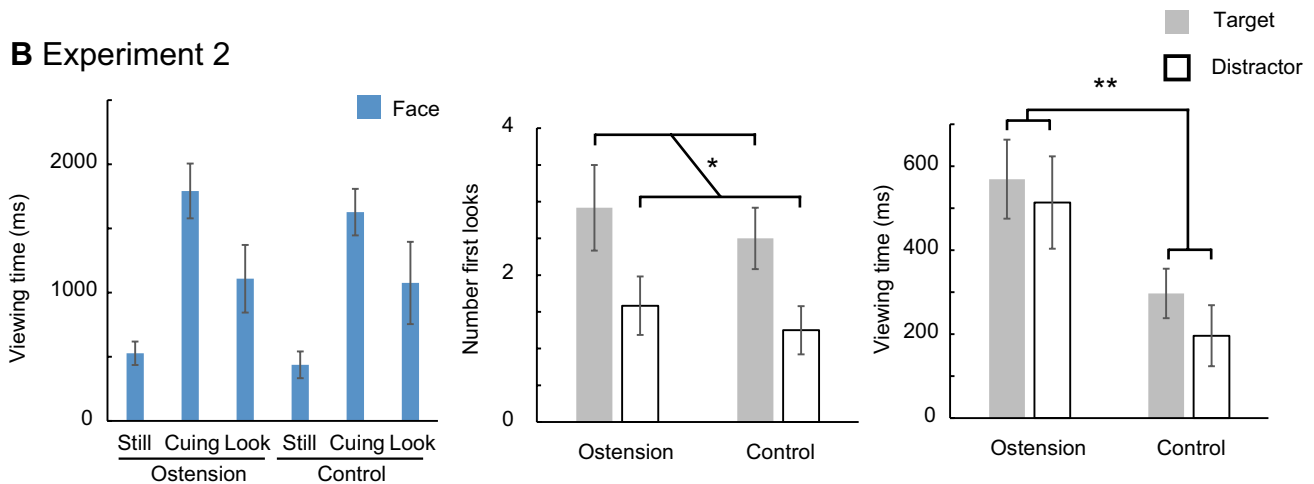 Target
Distractor
B Experiment 2
Face
Viewing time (ms)
2000
1000
0
Still Cuing Look Still Cuing Look
Ostension Control
Number first looks
4
2
0
*
Ostension Control
Viewing time (ms)
600
400
200
0
**
Ostension Control